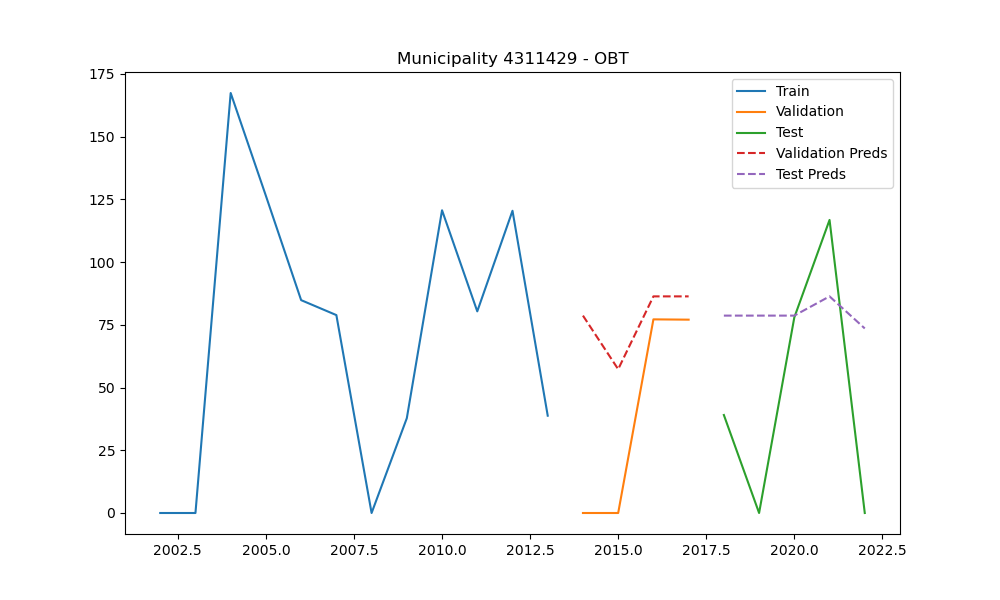 Municipality 4311429 - OBT
175
150
125
100
75
50
25
0
Train
Validation
Test
Validation Preds
Test Preds
2002.5 2005.0 2007.5 2010.0 2012.5 2015.0 2017.5 2020.0 2022.5